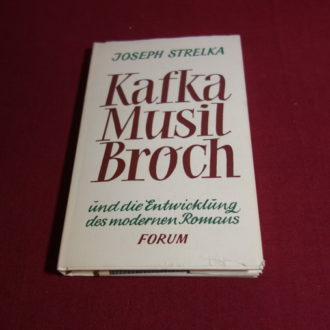 JOSEPH STRELKA
Kafka
Musil
Broch
und die Entwicklung
des modernen Romans
FORUM